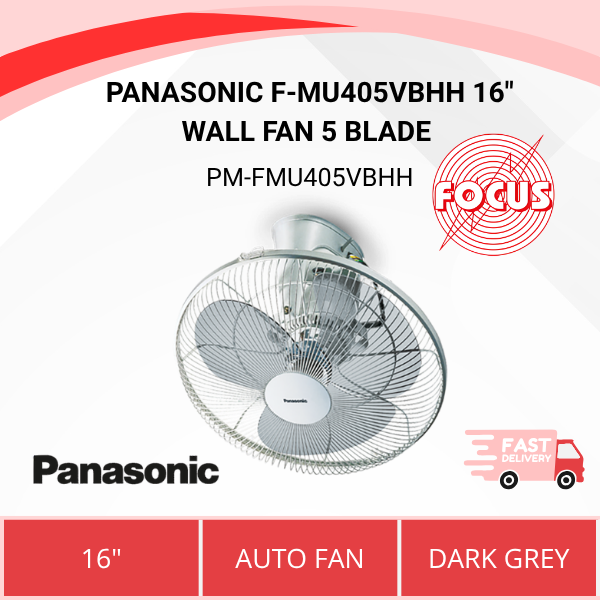 PANASONIC F-MU405VBHH 16"
WALL FAN 5 BLADE
PM-FMU405VBHH
FOCUS
Panasonic
FAST
DELIVERY
Panasonic
16"
AUTO FAN
DARK GREY